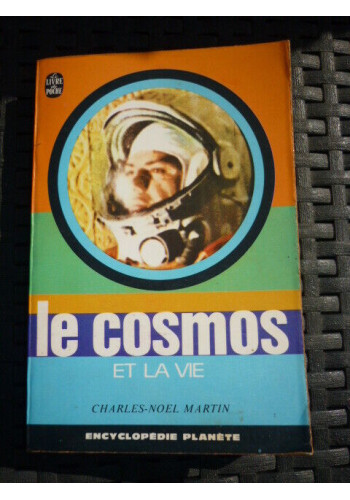 Le
LIVRE
DE
POCHE
le cosmos
ET LA VIE
CHARLES-NOEL MARTIN
ENCYCLOPÉDIE PLANÈTE